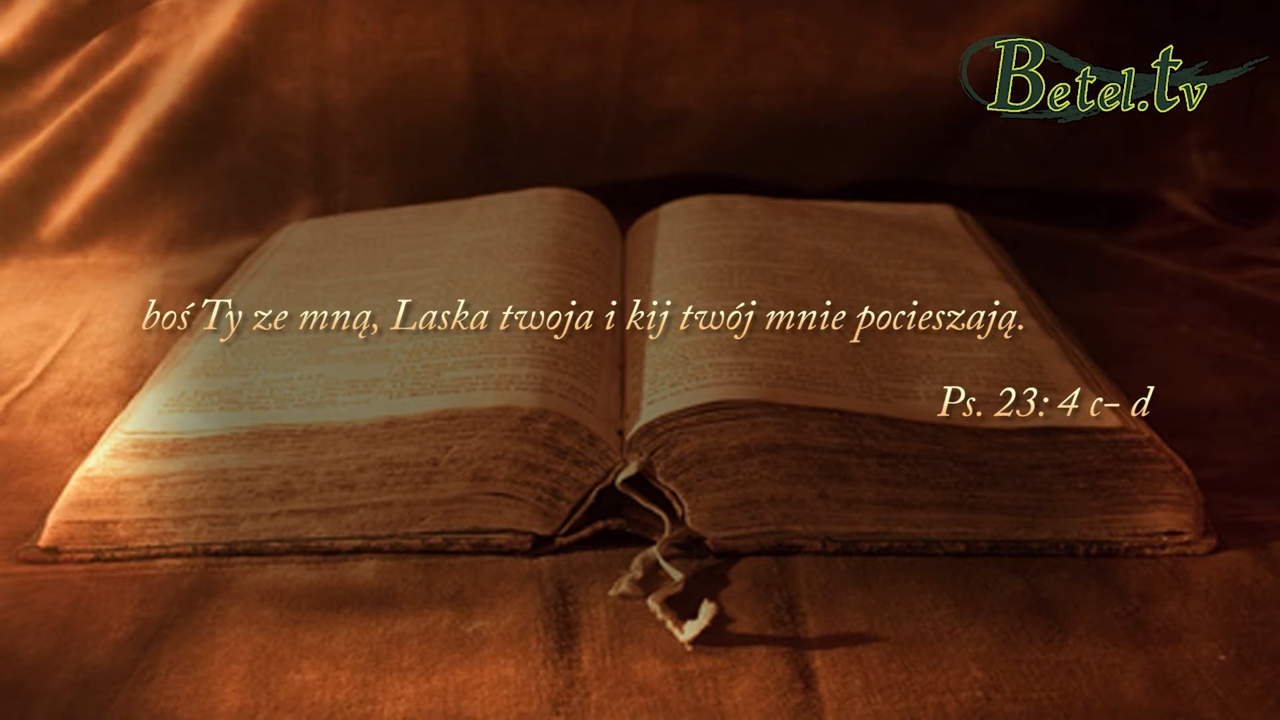 Betel.tv
boś Ty ze mną, Laska twoja i kij twój mnie pocieszają.
Ps. 23: 4 c- d